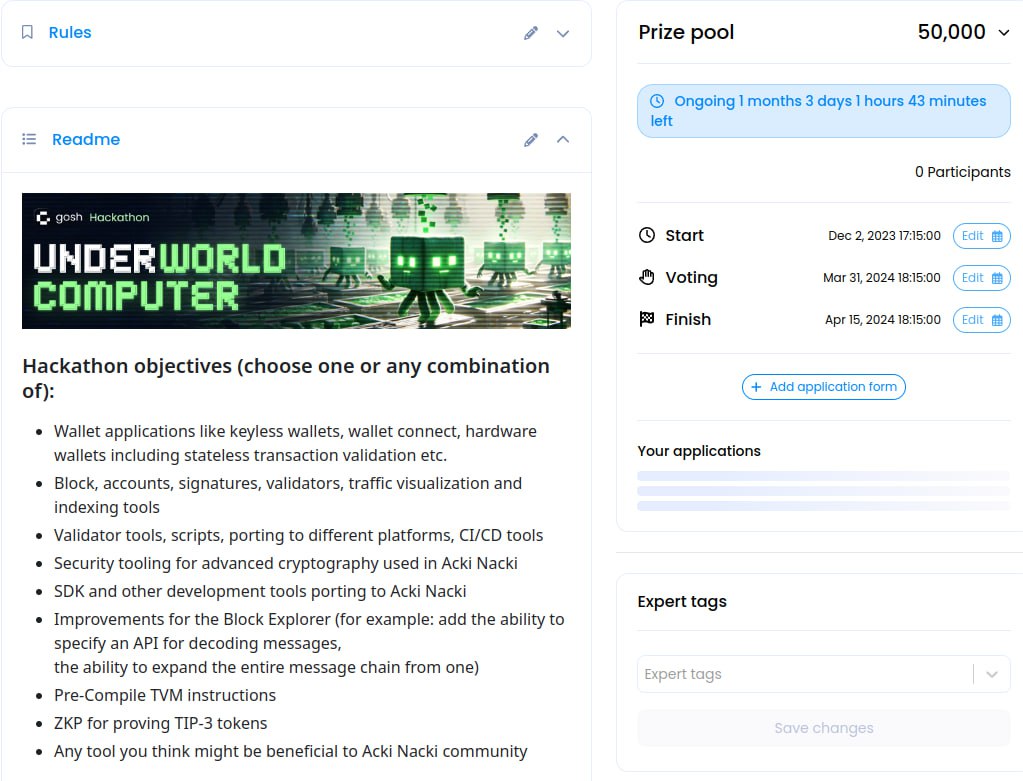 Rules
Readme
gosh Hackathon
UNDERWORLD
COMPUTER
Hackathon objectives (choose one or any combination
of):
Wallet applications like keyless wallets, wallet connect, hardware
wallets including stateless transaction validation etc.
Block, accounts, signatures, validators, traffic visualization and
indexing tools
Validator tools, scripts, porting to different platforms, CI/CD tools
Security tooling for advanced cryptography used in Acki Nacki
SDK and other development tools porting to Acki Nacki
Improvements for the Block Explorer (for example: add the ability to
specify an API for decoding messages,
the ability to expand the entire message chain from one)
Pre-Compile TVM instructions
ZKP for proving TIP-3 tokens
Any tool you think might be beneficial to Acki Nacki community
Prize pool 50,000
Ongoing 1 months 3 days 1 hours 43 minutes
left
0 Participants
Start Dec 2, 2023 17:15:00 Edit
Voting Mar 31, 2024 18:15:00 Edit
Finish Apr 15, 2024 18:15:00 Edit
+ Add application form
Your applications
Expert tags
Expert tags
Save changes